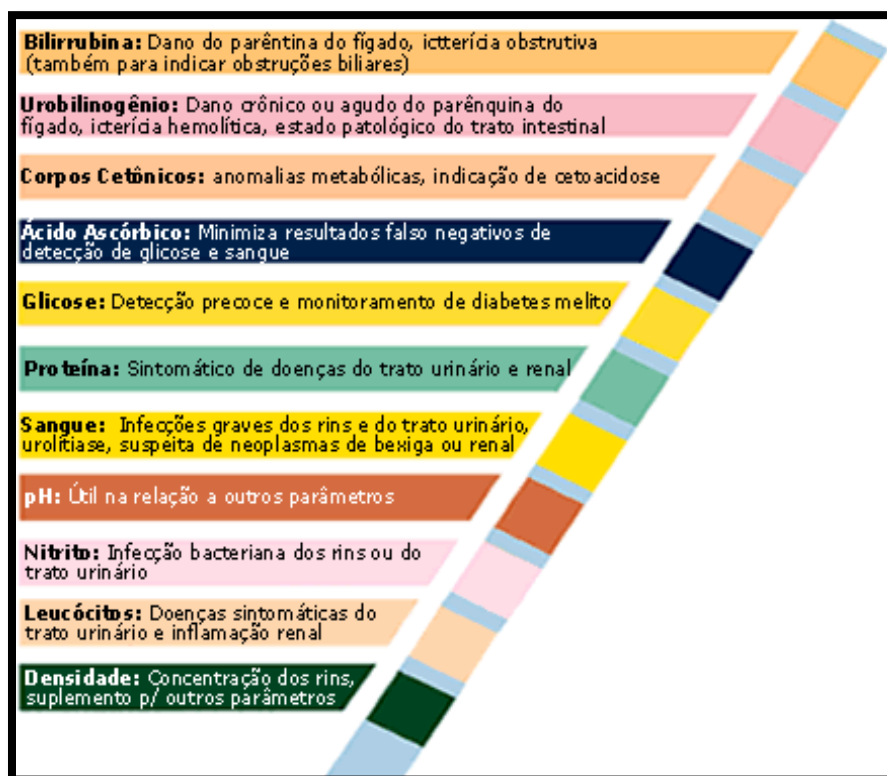 Bilirrubina: Dano do parêntina do fígado, ictterícia obstrutiva
(também para indicar obstruções biliares)
Urobilinogênio: Dano crônico ou agudo do parênquina do
fígado, icterícia hemolítica, estado patológico do trato intestinal
Corpos Cetônicos: anomalias metabólicas, indicação de cetoacidose
Ácido Ascórbico: Minimiza resultados falso negativos de
detecção de glicose e sangue
Glicose: Detecção precoce e monitoramento de diabetes melito
Proteína: Sintomático de doenças do trato urinário e renal
Sangue: Infecções graves dos rins e do trato urinário,
urolitiase, suspeita de neoplasmas de bexiga ou renal
pH: Útil na relação a outros parâmetros
Nitrito: Infecção bacteriana dos rins ou do
trato urinário
Leucócitos: Doenças sintomáticas do
trato urinário e inflamação renal
Densidade: Concentração dos rins,
suplemento p/ outros parâmetros